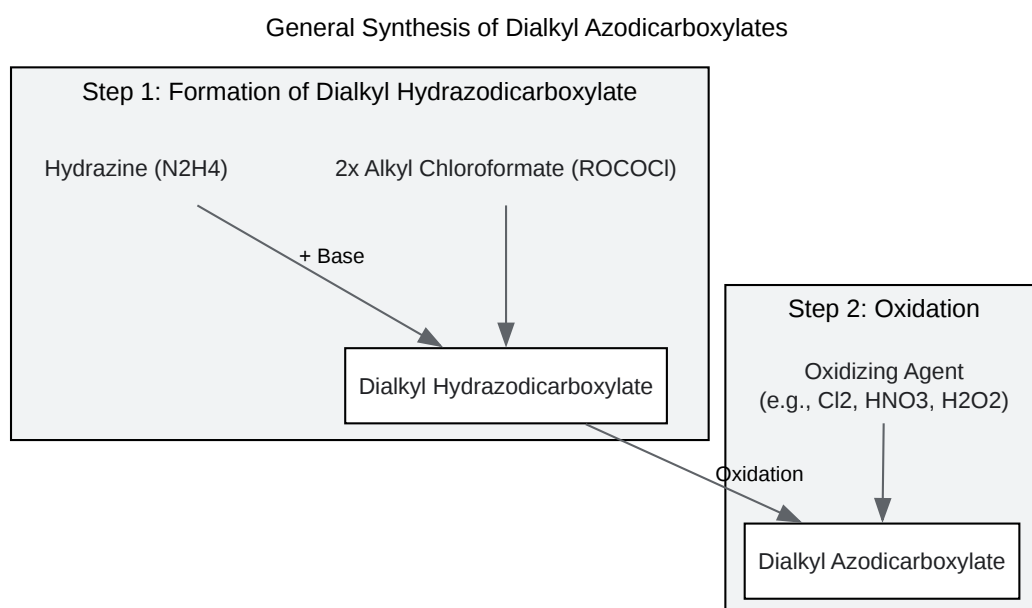 General Synthesis of Dialkyl Azodicarboxylates
Step 1: Formation of Dialkyl Hydrazodicarboxylate
Hydrazine (N2H4)
2x Alkyl Chloroformate (ROCOCl)
+ Base
Dialkyl Hydrazodicarboxylate
Step 2: Oxidation
Oxidizing Agent
(e.g., Cl2, HNO3, H2O2)
Oxidation
Dialkyl Azodicarboxylate